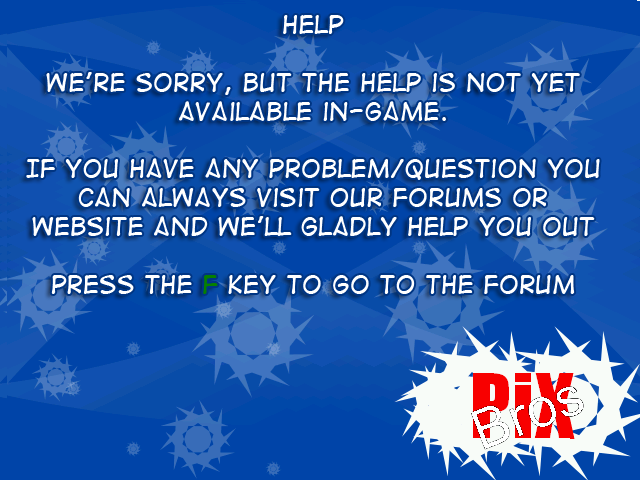 HELP
WE'RE SORRY, BUT THE HELP IS NOT YET
AVAILABLE IN-GAME.
IF YOU HAVE ANY PROBLEM/QUESTION YOU
CAN ALWAYS VISIT OUR FORUMS OR
WEBSITE AND WE'LL GLADLY HELP YOU OUT
PRESS THE F KEY TO GO TO THE FORUM
PiX
Bros